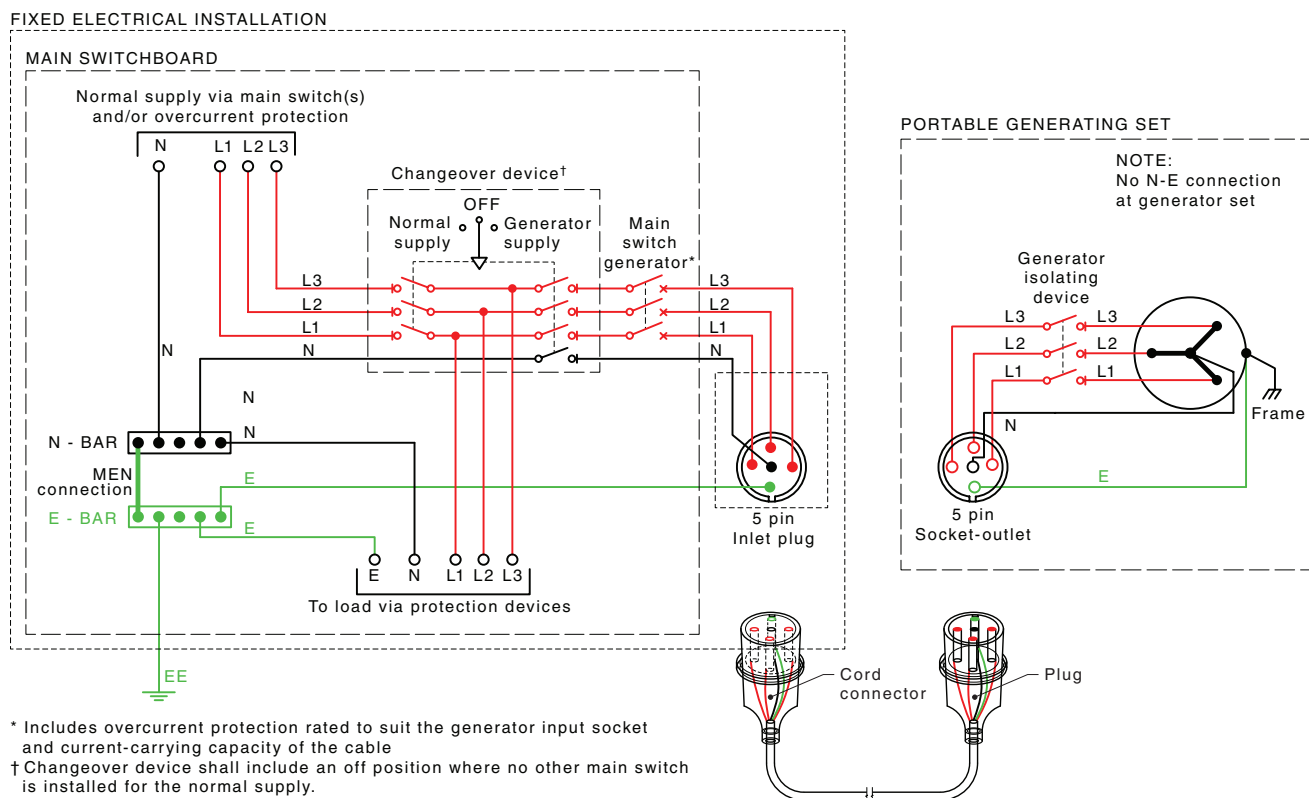 FIXED ELECTRICAL INSTALLATION
MAIN SWITCHBOARD
Normal supply via main switch(s)
and/or overcurrent protection
N
L1
L2
L3
Changeover device†
OFF
Normal
supply
Generator
supply
Main
switch
generator*
L3
L2
L1
N
L3
L2
L1
N
N
N
N
N - BAR
MEN
connection
E - BAR
E
E
EE
E
N
L1
L2
L3
To load via protection devices
5 pin
Inlet plug
PORTABLE GENERATING SET
NOTE:
No N-E connection
at generator set
Generator
isolating
device
L3
L3
L2
L2
L1
L1
N
Frame
E
5 pin
Socket-outlet
Cord
connector
Plug
* Includes overcurrent protection rated to suit the generator input socket
and current-carrying capacity of the cable
† Changeover device shall include an off position where no other main switch
is installed for the normal supply.